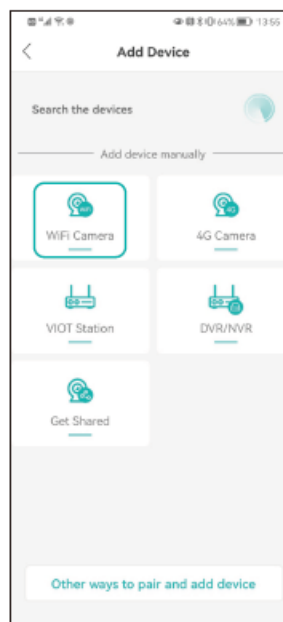 64% 13:55
Add Device
Search the devices
Add device manually
WiFi Camera
4G Camera
VIOT Station
DVR/NVR
Get Shared
Other ways to pair and add device